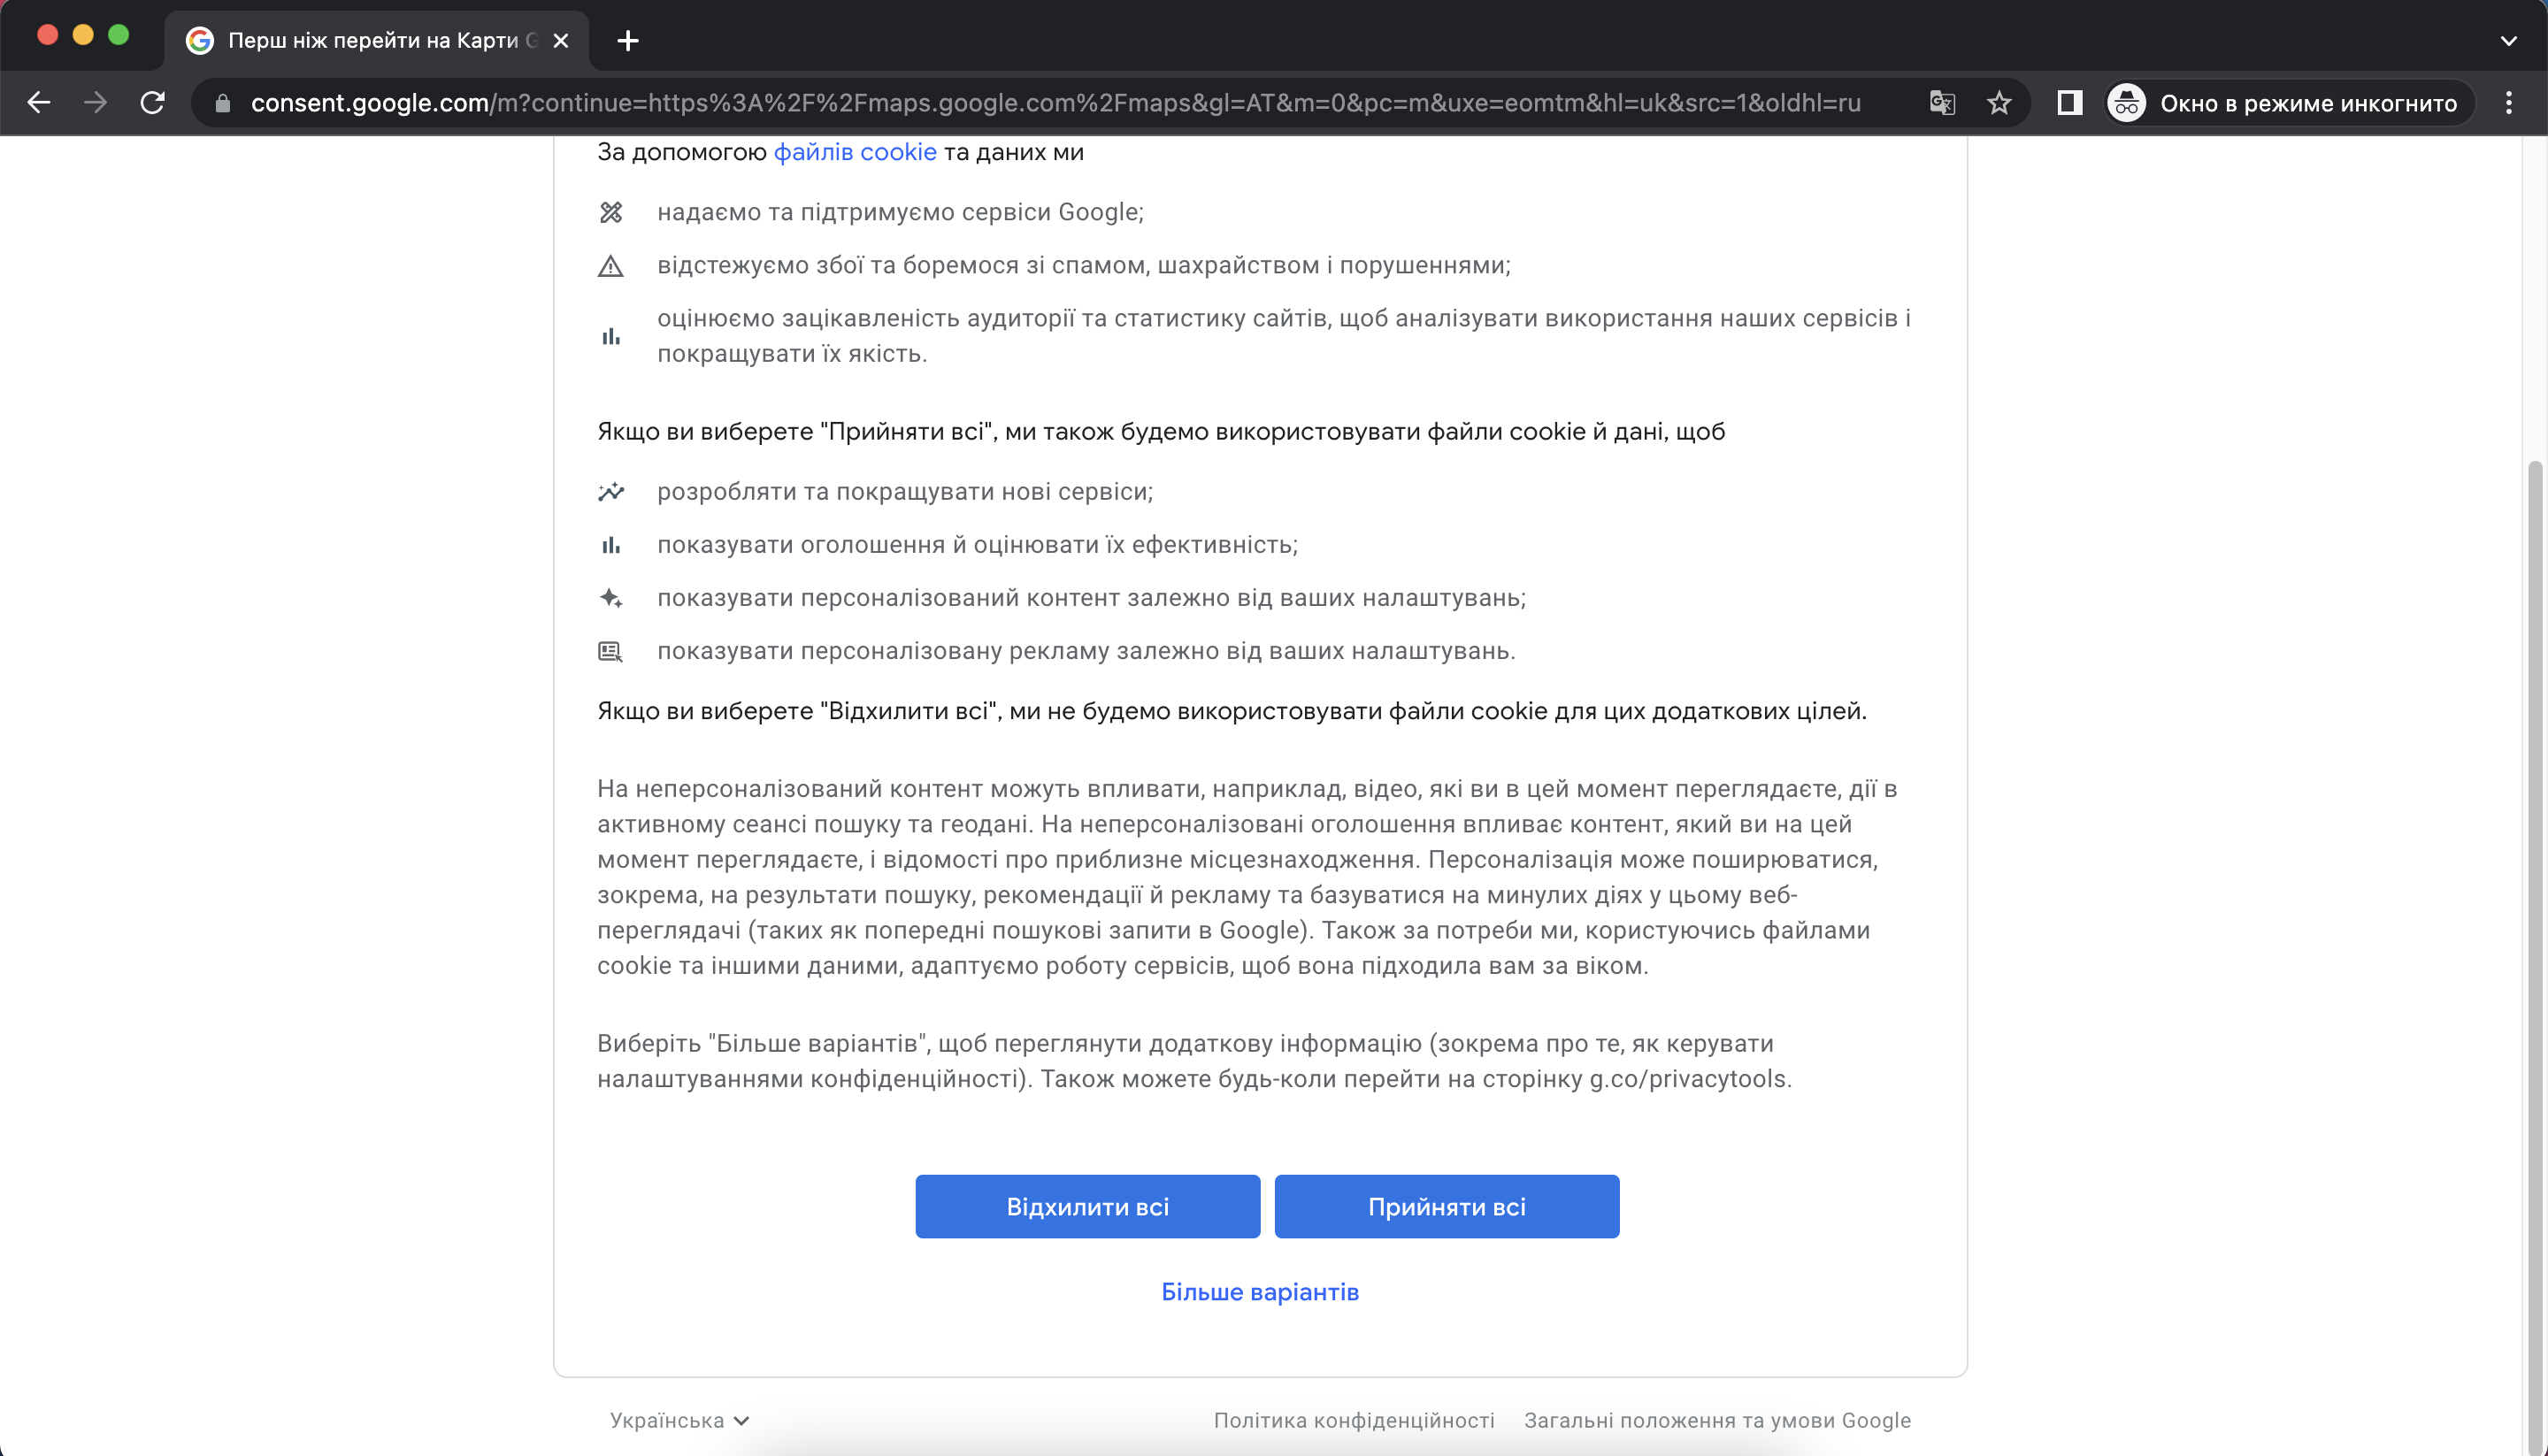 Перш ніж перейти на Карти G
consent.google.com/m?continue=https%3A%2F%2Fmaps.google.com%2Fmaps&gl=AT&m=0&pc=m&uxe=eomtm&hl=uk&src=1&oldhl=ru
Окно в режиме инкогнито
За допомогою файлів cookie та даних ми
надаємо та підтримуємо сервіси Google;
відстежуємо збої та боремося зі спамом, шахрайством і порушеннями;
оцінюємо зацікавленість аудиторії та статистику сайтів, щоб аналізувати використання наших сервісів і
покращувати їх якість.
Якщо ви виберете "Прийняти всі", ми також будемо використовувати файли cookie й дані, щоб
розробляти та покращувати нові сервіси;
показувати оголошення й оцінювати їх ефективність;
показувати персоналізований контент залежно від ваших налаштувань;
показувати персоналізовану рекламу залежно від ваших налаштувань.
Якщо ви виберете "Відхилити всі", ми не будемо використовувати файли cookie для цих додаткових цілей.
На неперсоналізований контент можуть впливати, наприклад, відео, які ви в цей момент переглядаєте, дії в
активному сеансі пошуку та геодані. На неперсоналізовані оголошення впливає контент, який ви на цей
момент переглядаєте, і відомості про приблизне місцезнаходження. Персоналізація може поширюватися,
зокрема, на результати пошуку, рекомендації й рекламу та базуватися на минулих діях у цьому веб-
переглядачі (таких як попередні пошукові запити в Google). Також за потреби ми, користуючись файлами
cookie та іншими даними, адаптуємо роботу сервісів, щоб вона підходила вам за віком.
Виберіть "Більше варіантів", щоб переглянути додаткову інформацію (зокрема про те, як керувати
налаштуваннями конфіденційності). Також можете будь-коли перейти на сторінку g.co/privacytools.
Відхилити всі
Прийняти всі
Більше варіантів
Українська
Політика конфіденційності
Загальні положення та умови Google